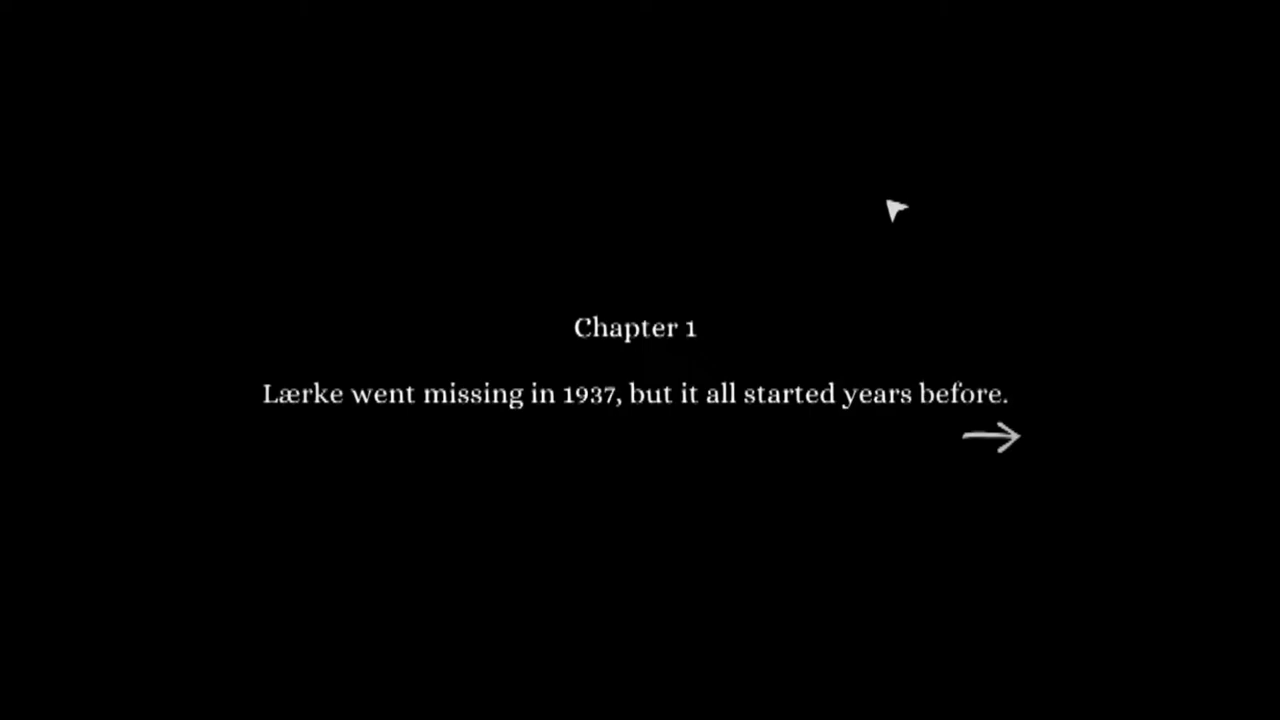 Chapter 1
Lærke went missing in 1937, but it all started years before.